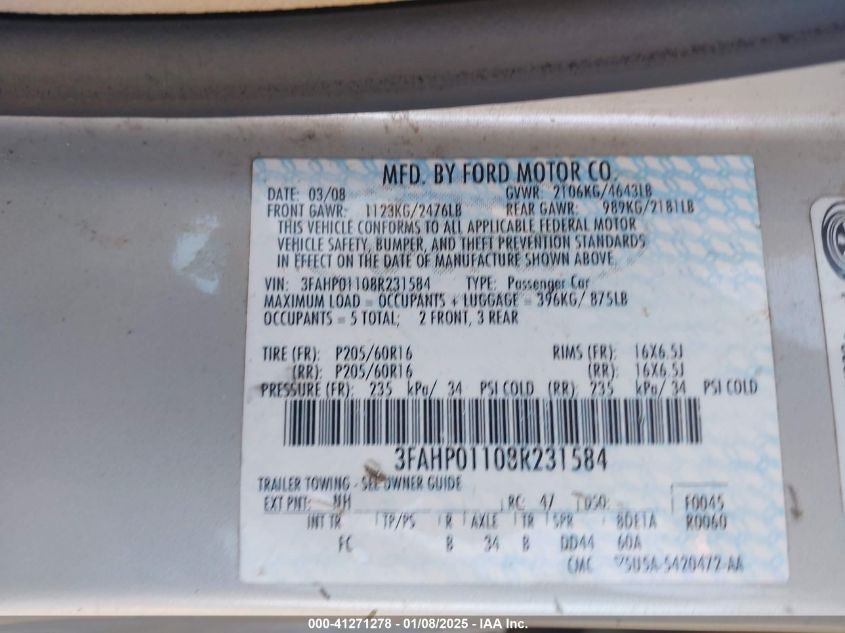 MFD. BY FORD MOTOR CO.
DATE: 03/08 GVWR: 2106KG/4643LB
FRONT GAWR: 1123KG/2476LB REAR GAWR: 989KG/2181LB
THIS VEHICLE CONFORMS TO ALL APPLICABLE FEDERAL MOTOR
VEHICLE SAFETY, BUMPER, AND THEFT PREVENTION STANDARDS
IN EFFECT ON THE DATE OF MANUFACTURE SHOWN ABOVE.
VIN: 3FAHP01108R231584 TYPE: Passenger Car
MAXIMUM LOAD = OCCUPANTS + LUGGAGE = 396KG/ 875LB
OCCUPANTS = 5 TOTAL; 2 FRONT, 3 REAR
TIRE (FR): P205/60R16 RIMS (FR): 16X6.5J
(RR): P205/60R16 (RR): 16X6.5J
PRESSURE (FR): 235 kPa/ 34 PSI COLD (RR): 235 kPa/ 34 PSI COLD
3FAHP01108R231584
TRAILER TOWING - SEE OWNER GUIDE
EXT PNT: NH RC: 47 DSO: F0045
INT TR TP/PS R AXLE TR SPR R0060
FC B 34 B DD44 60A
000-41271278 - 01/08/2025 - IAA Inc.